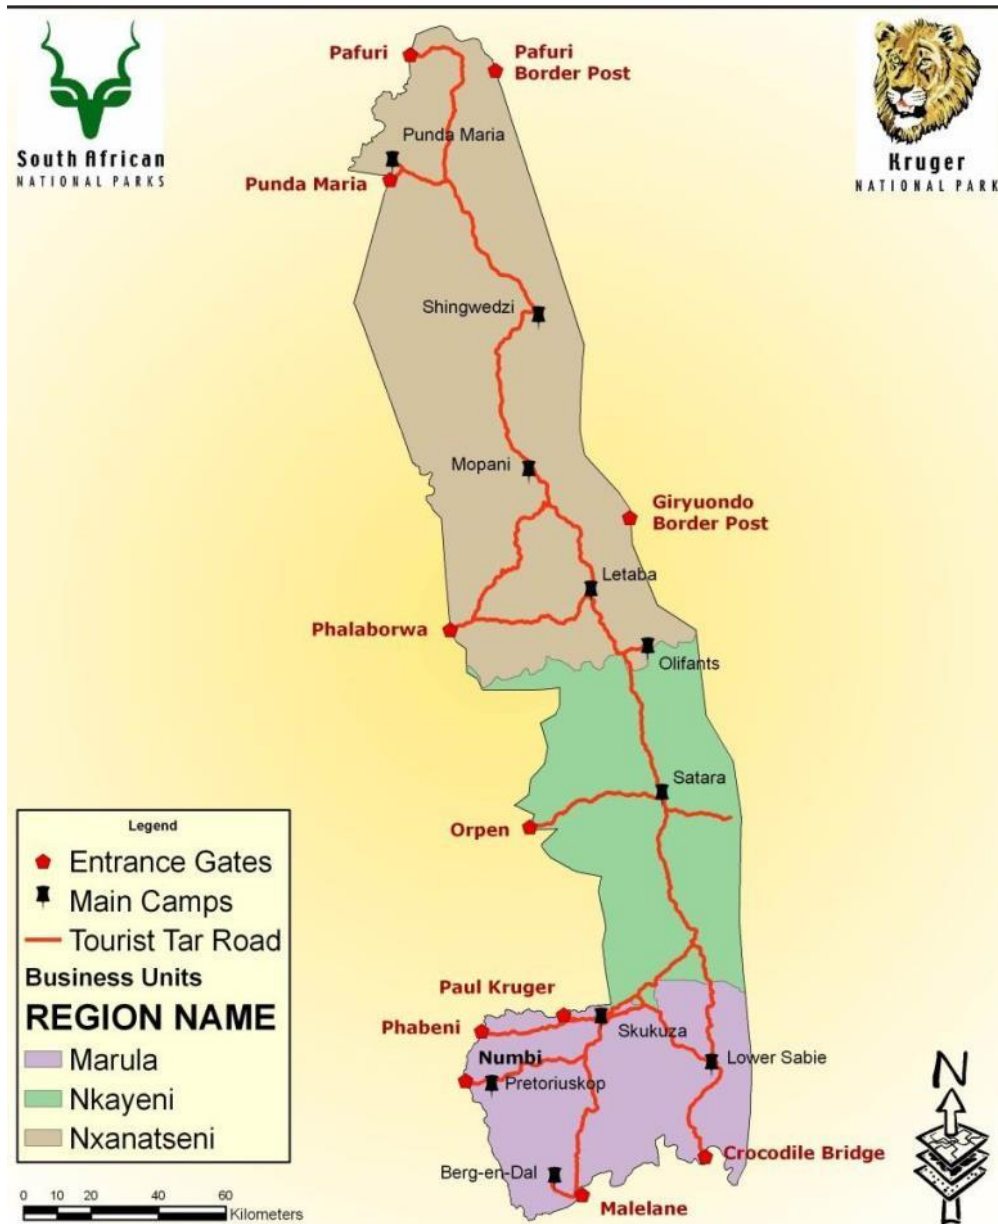 South African
NATIONAL PARKS
Kruger
NATIONAL PARK
Pafuri
Pafuri
Border Post
Punda Maria
Punda Maria
Shingwedzi
Mopani
Giryuondo
Border Post
Letaba
Phalaborwa
Olifants
Satara
Orpen
Paul Kruger
Phabeni
Skukuza
Numbi
Lower Sabie
Pretoriuskop
Berg-en-Dal
Crocodile Bridge
Malelane
Legend
Entrance Gates
Main Camps
Tourist Tar Road
Business Units
REGION NAME
Marula
Nkayeni
Nxanatseni
0 10 20 40 60
Kilometers
N